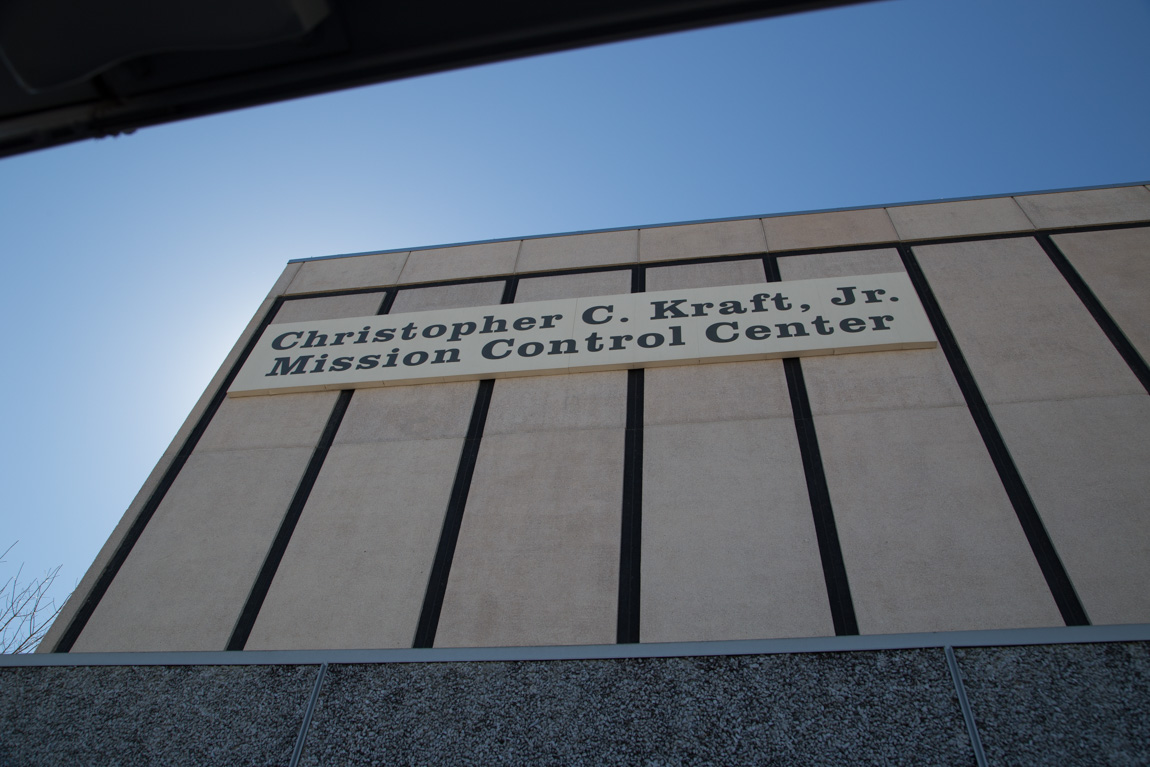 Christopher C. Kraft, Jr.
Mission Control Center